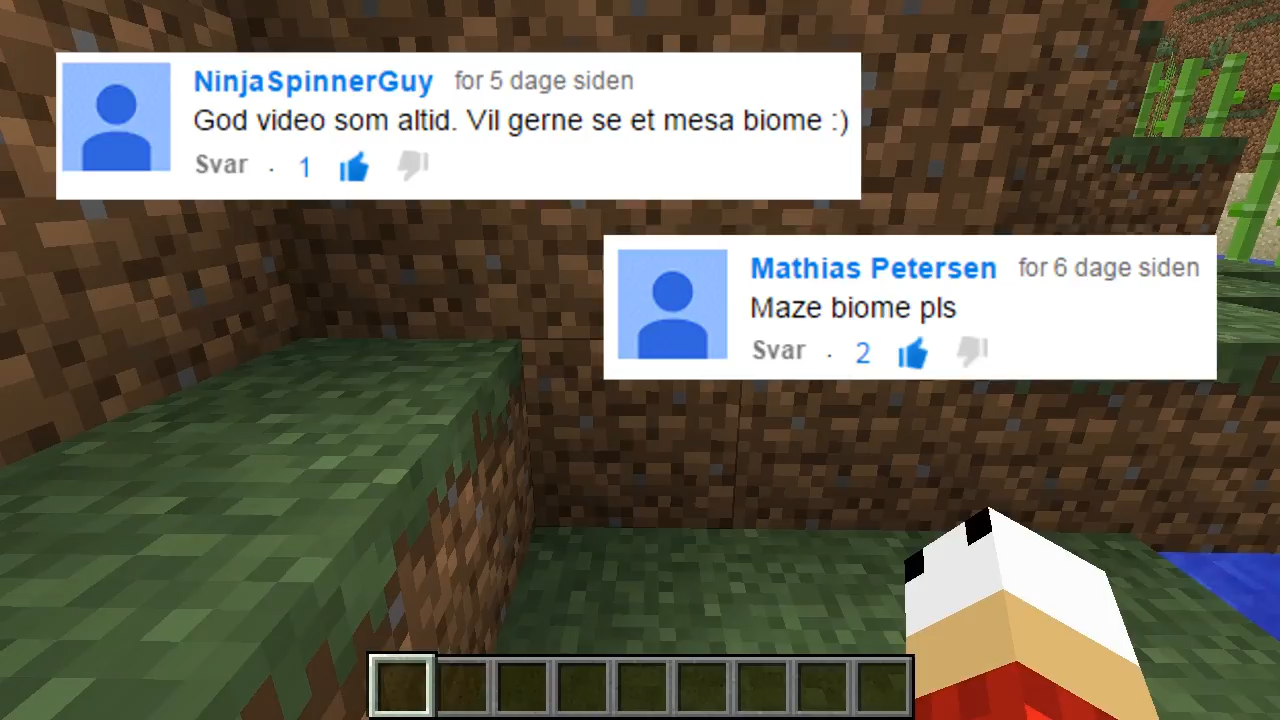 NinjaSpinnerGuy for 5 dage siden
God video som altid. Vil gerne se et mesa biome :)
Svar . 1
Mathias Petersen for 6 dage siden
Maze biome pls
Svar . 2